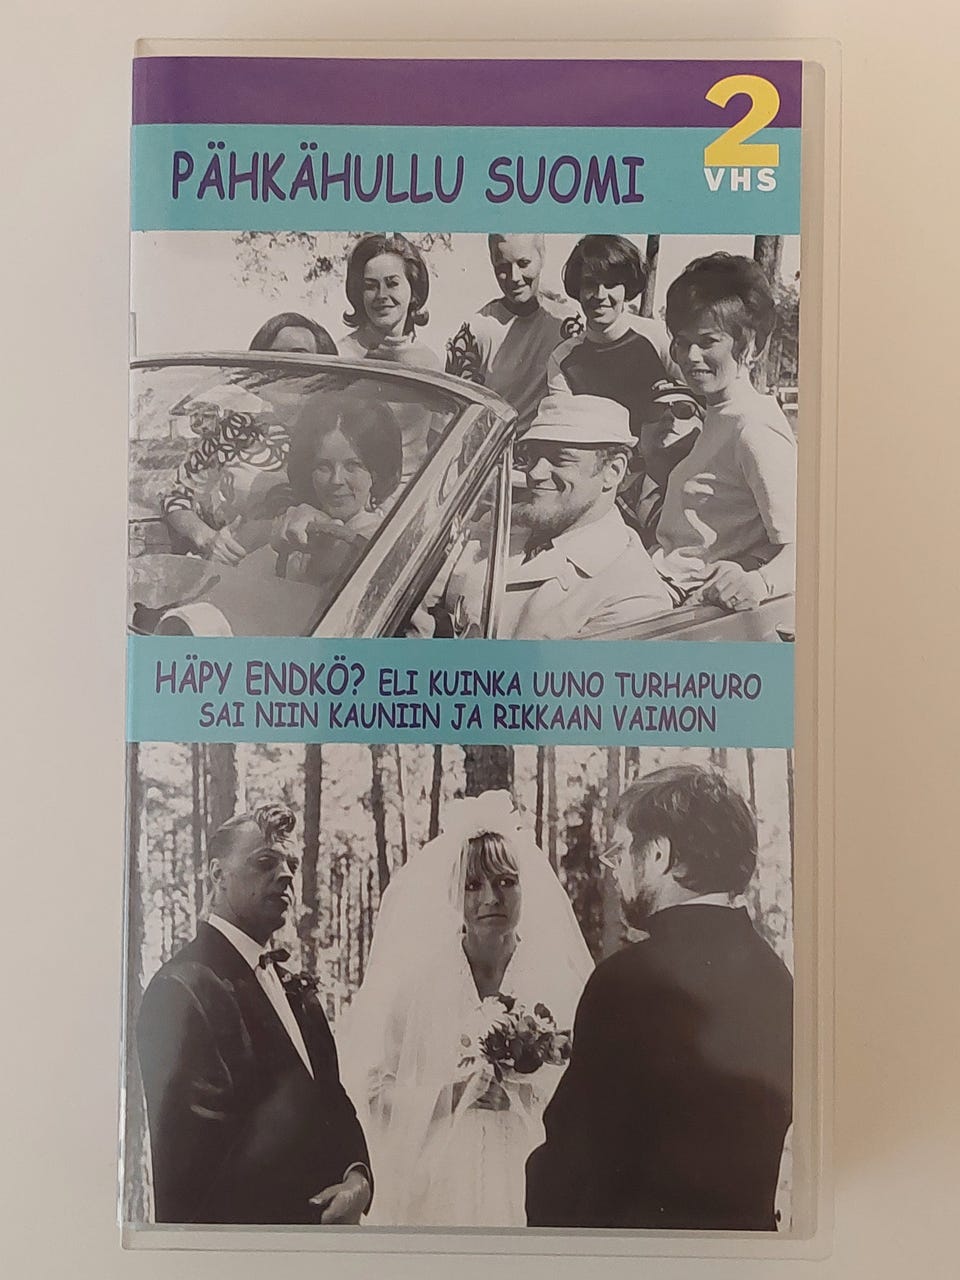 2
VHS
PÄHKÄHULLU SUOMI
HÄPY ENDKÖ? ELI KUINKA UUNO TURHAPURO
SAI NIIN KAUNIIN JA RIKKAAN VAIMON